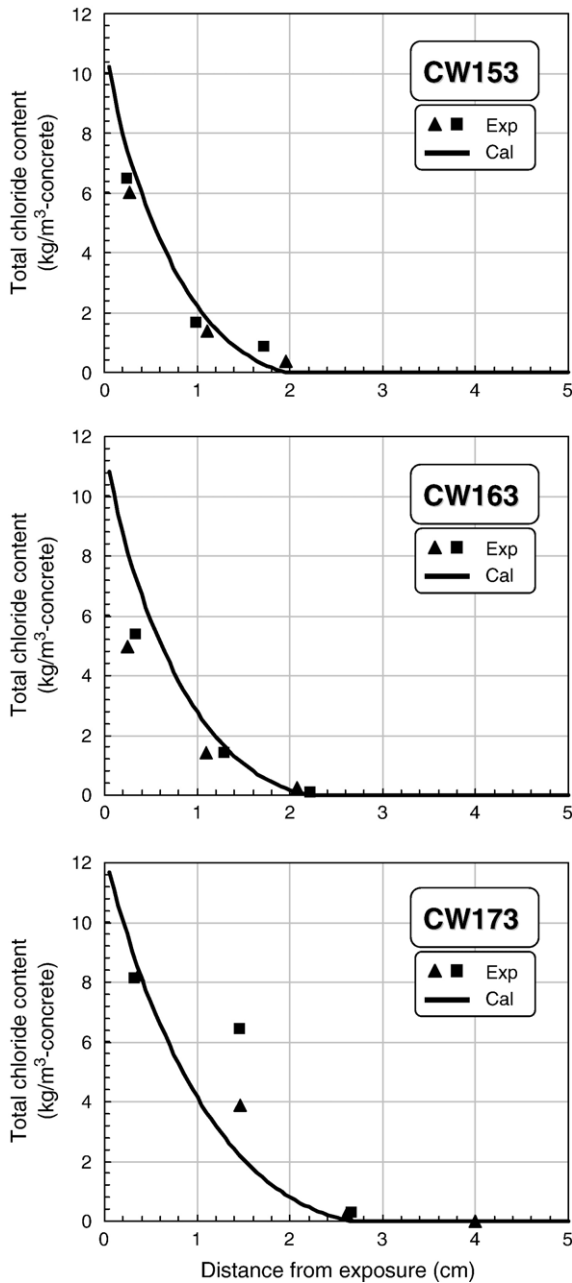 12
10
8
6
4
2
0
Total chloride content
(kg/m³-concrete)
CW153
Exp
Cal
0 1 2 3 4 5
12
10
8
6
4
2
0
Total chloride content
(kg/m³-concrete)
CW163
Exp
Cal
0 1 2 3 4 5
12
10
8
6
4
2
0
Total chloride content
(kg/m³-concrete)
CW173
Exp
Cal
0 1 2 3 4 5
Distance from exposure (cm)